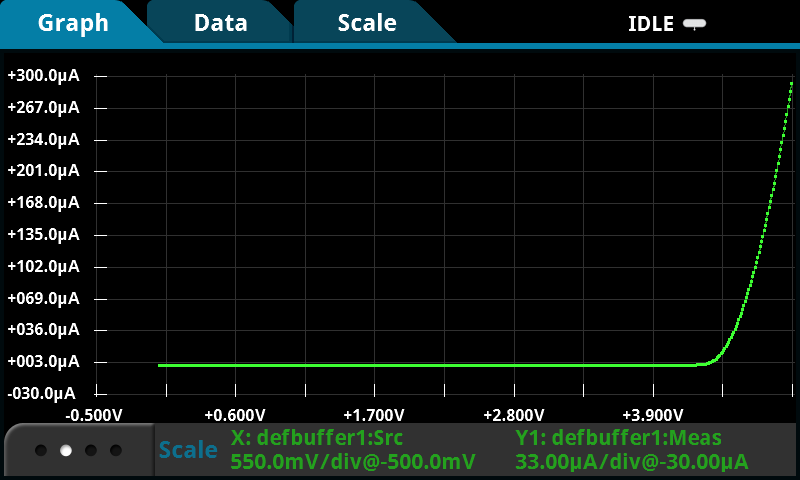 Graph Data Scale IDLE
+300.0µA
+267.0µA
+234.0µA
+201.0µA
+168.0µA
+135.0µA
+102.0µA
+069.0µA
+036.0µA
+003.0µA
-030.0µA
-0.500V +0.600V +1.700V +2.800V +3.900V
Scale
X: defbuffer1:Src Y1: defbuffer1:Meas
550.0mV/div@-500.0mV 33.00µA/div@-30.00µA